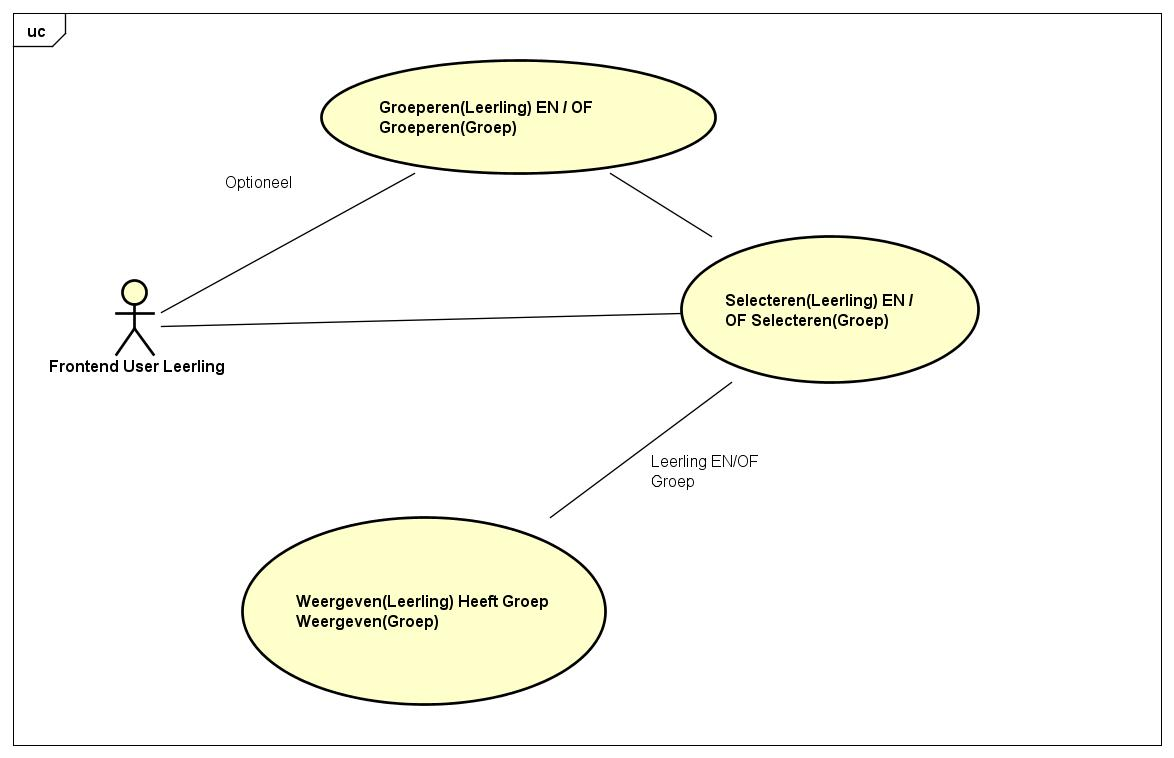 uc
Groeperen(Leerling) EN / OF
Groeperen(Groep)
Optioneel
Selecteren(Leerling) EN /
OF Selecteren(Groep)
Frontend User Leerling
Leerling EN/OF
Groep
Weergeven(Leerling) Heeft Groep
Weergeven(Groep)